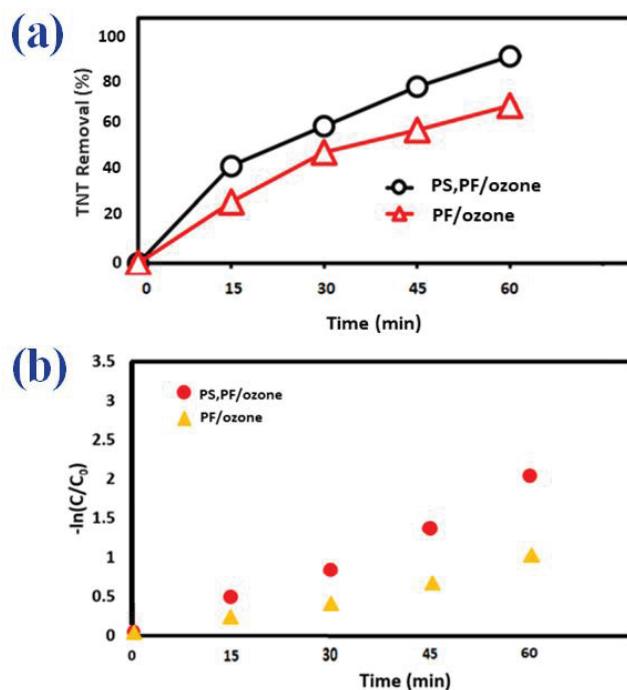 (a)
TNT Removal (%)
100
80
60
40
20
0
PS,PF/ozone
PF/ozone
0 15 30 45 60
Time (min)
(b)
-ln(C/C0)
3.5
3
2.5
2
1.5
1
0.5
0
PS,PF/ozone
PF/ozone
0 15 30 45 60
Time (min)